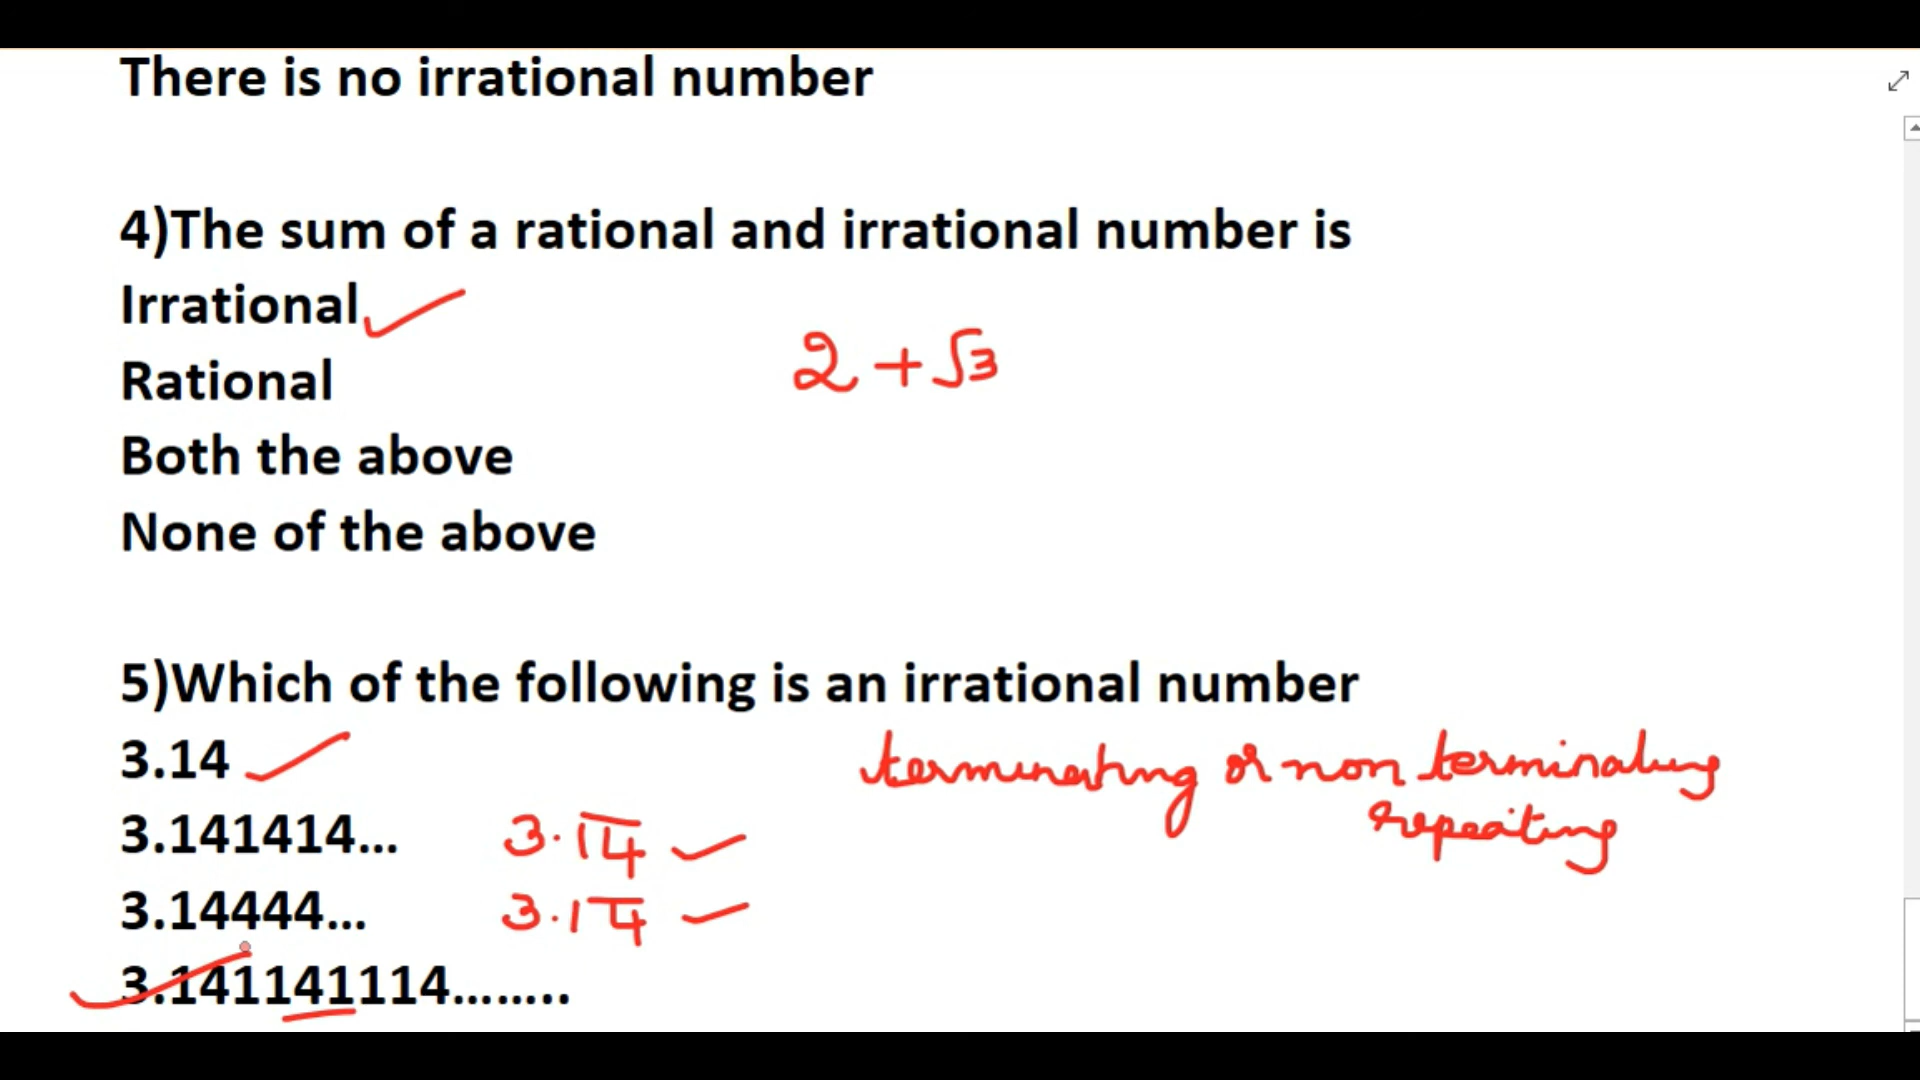 There is no irrational number
4)The sum of a rational and irrational number is
Irrational
Rational
2 + √3
Both the above
None of the above
5)Which of the following is an irrational number
3.14
terminating or non terminating
repeating
3.141414... 3.1̅4̅
3.14444... 3.14̅
3.141141114........